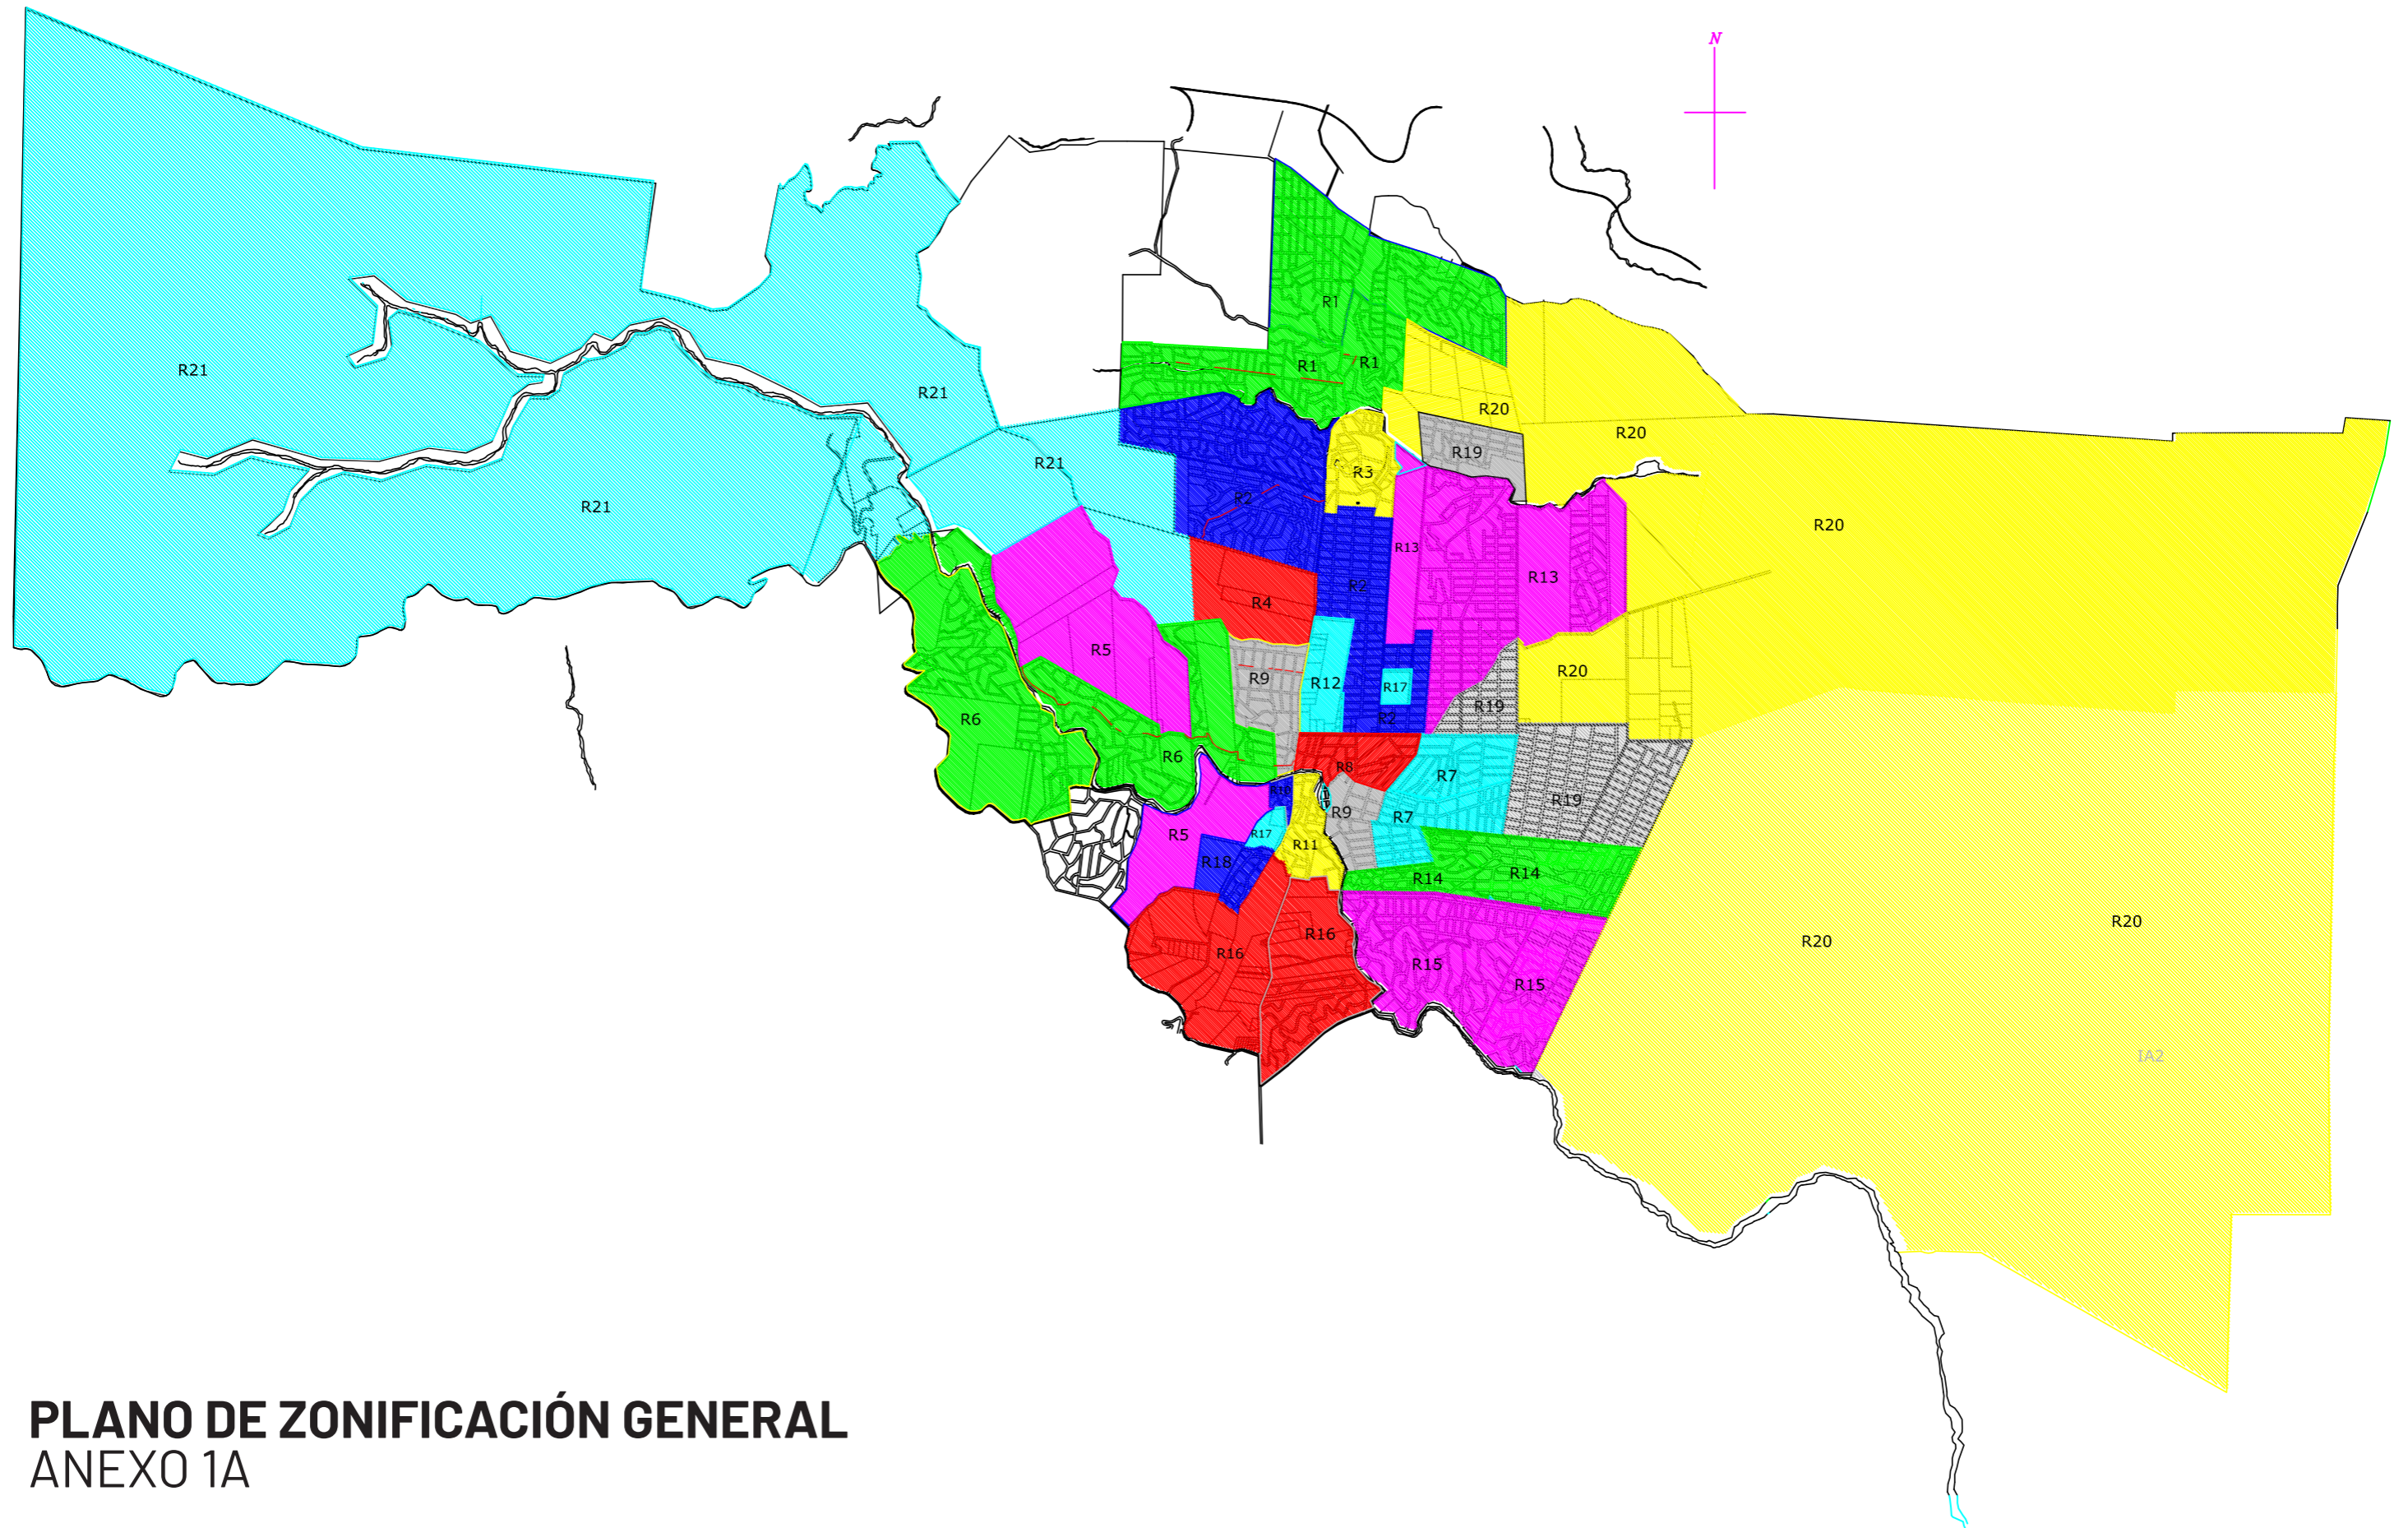 N
R1
R21
R1
R1
R21
R20
R20
R19
R21
R3
R2
R21
R20
R13
R13
R2
R4
R5
R20
R9
R12
R17
R19
R6
R2
R6
R8
R7
R19
R9
R7
R5
R17
R11
R18
R14
R14
R20
R20
R16
R16
R15
R15
IA2
PLANO DE ZONIFICACIÓN GENERAL
ANEXO 1A